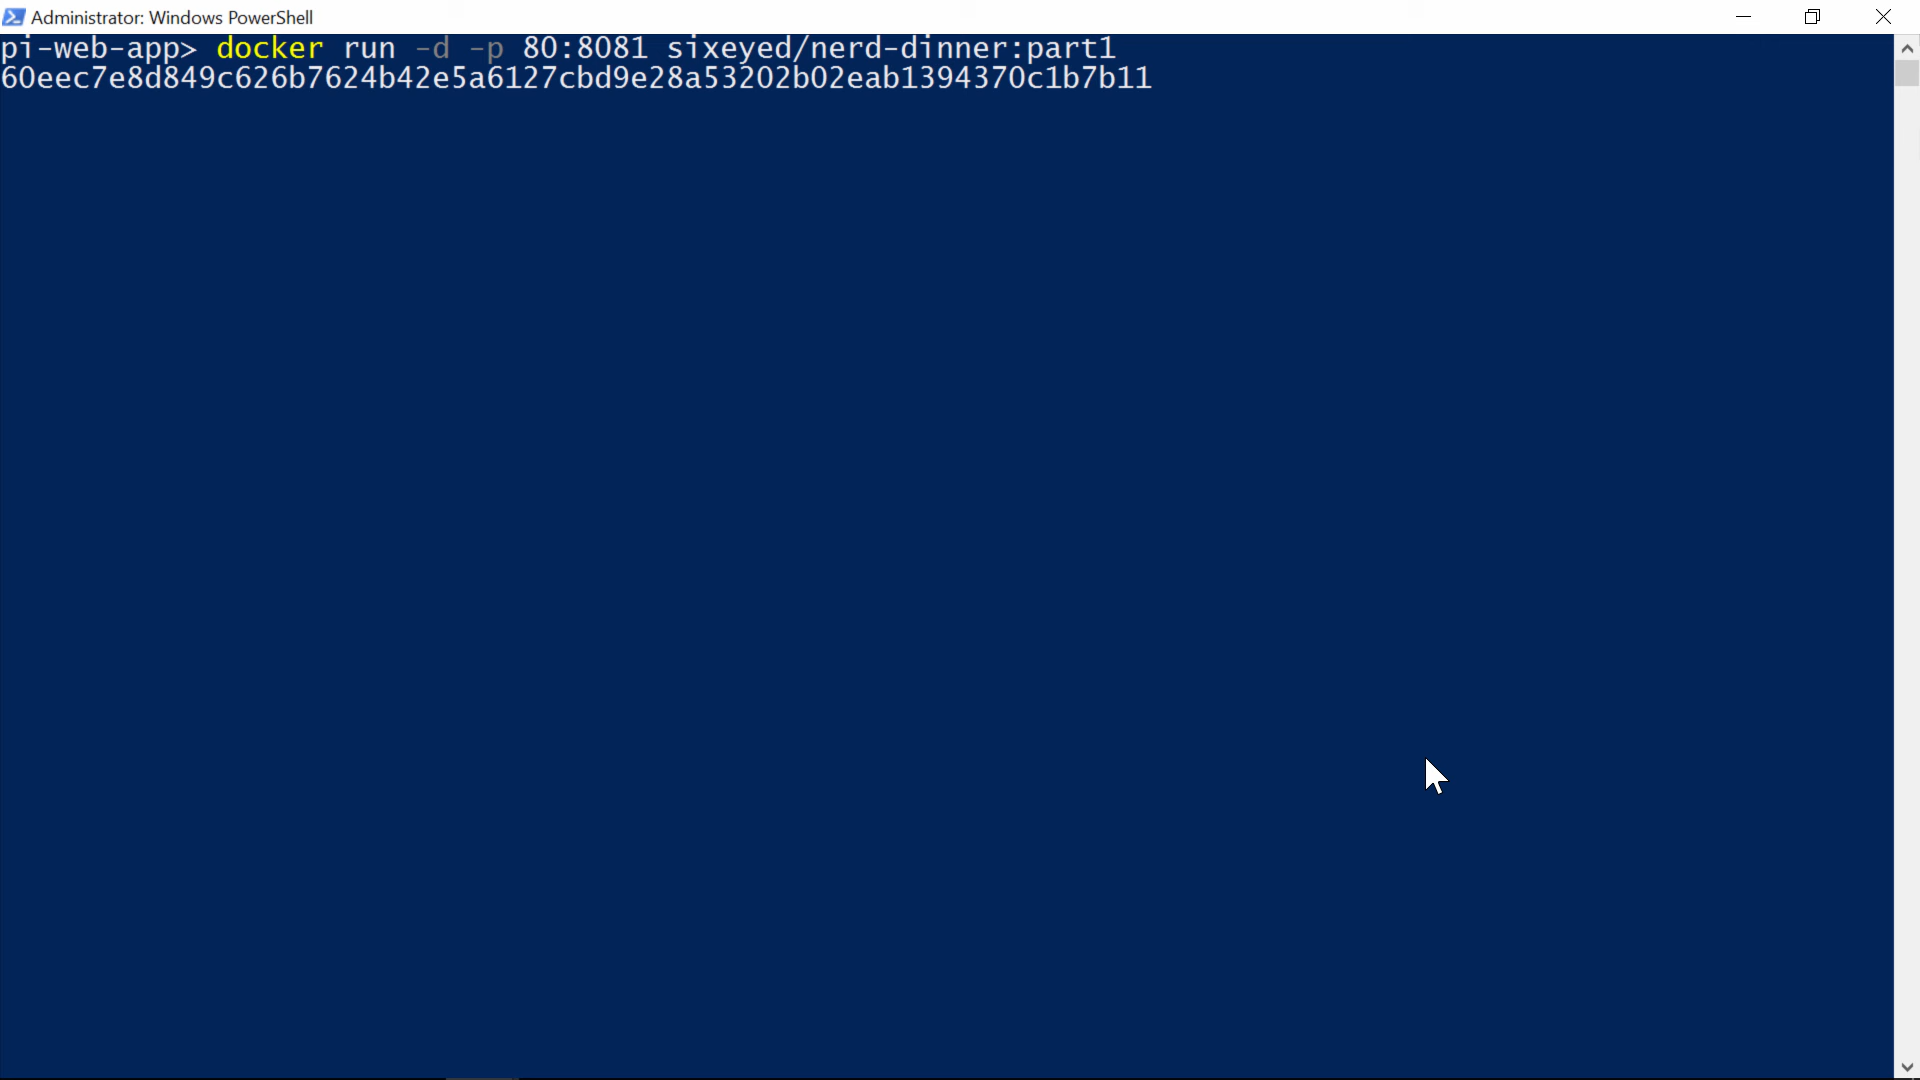 Administrator: Windows PowerShell
pi-web-app> docker run -d -p 80:8081 sixeyed/nerd-dinner:part1
60eec7e8d849c626b7624b42e5a6127cbd9e28a53202b02eab1394370c1b7b11